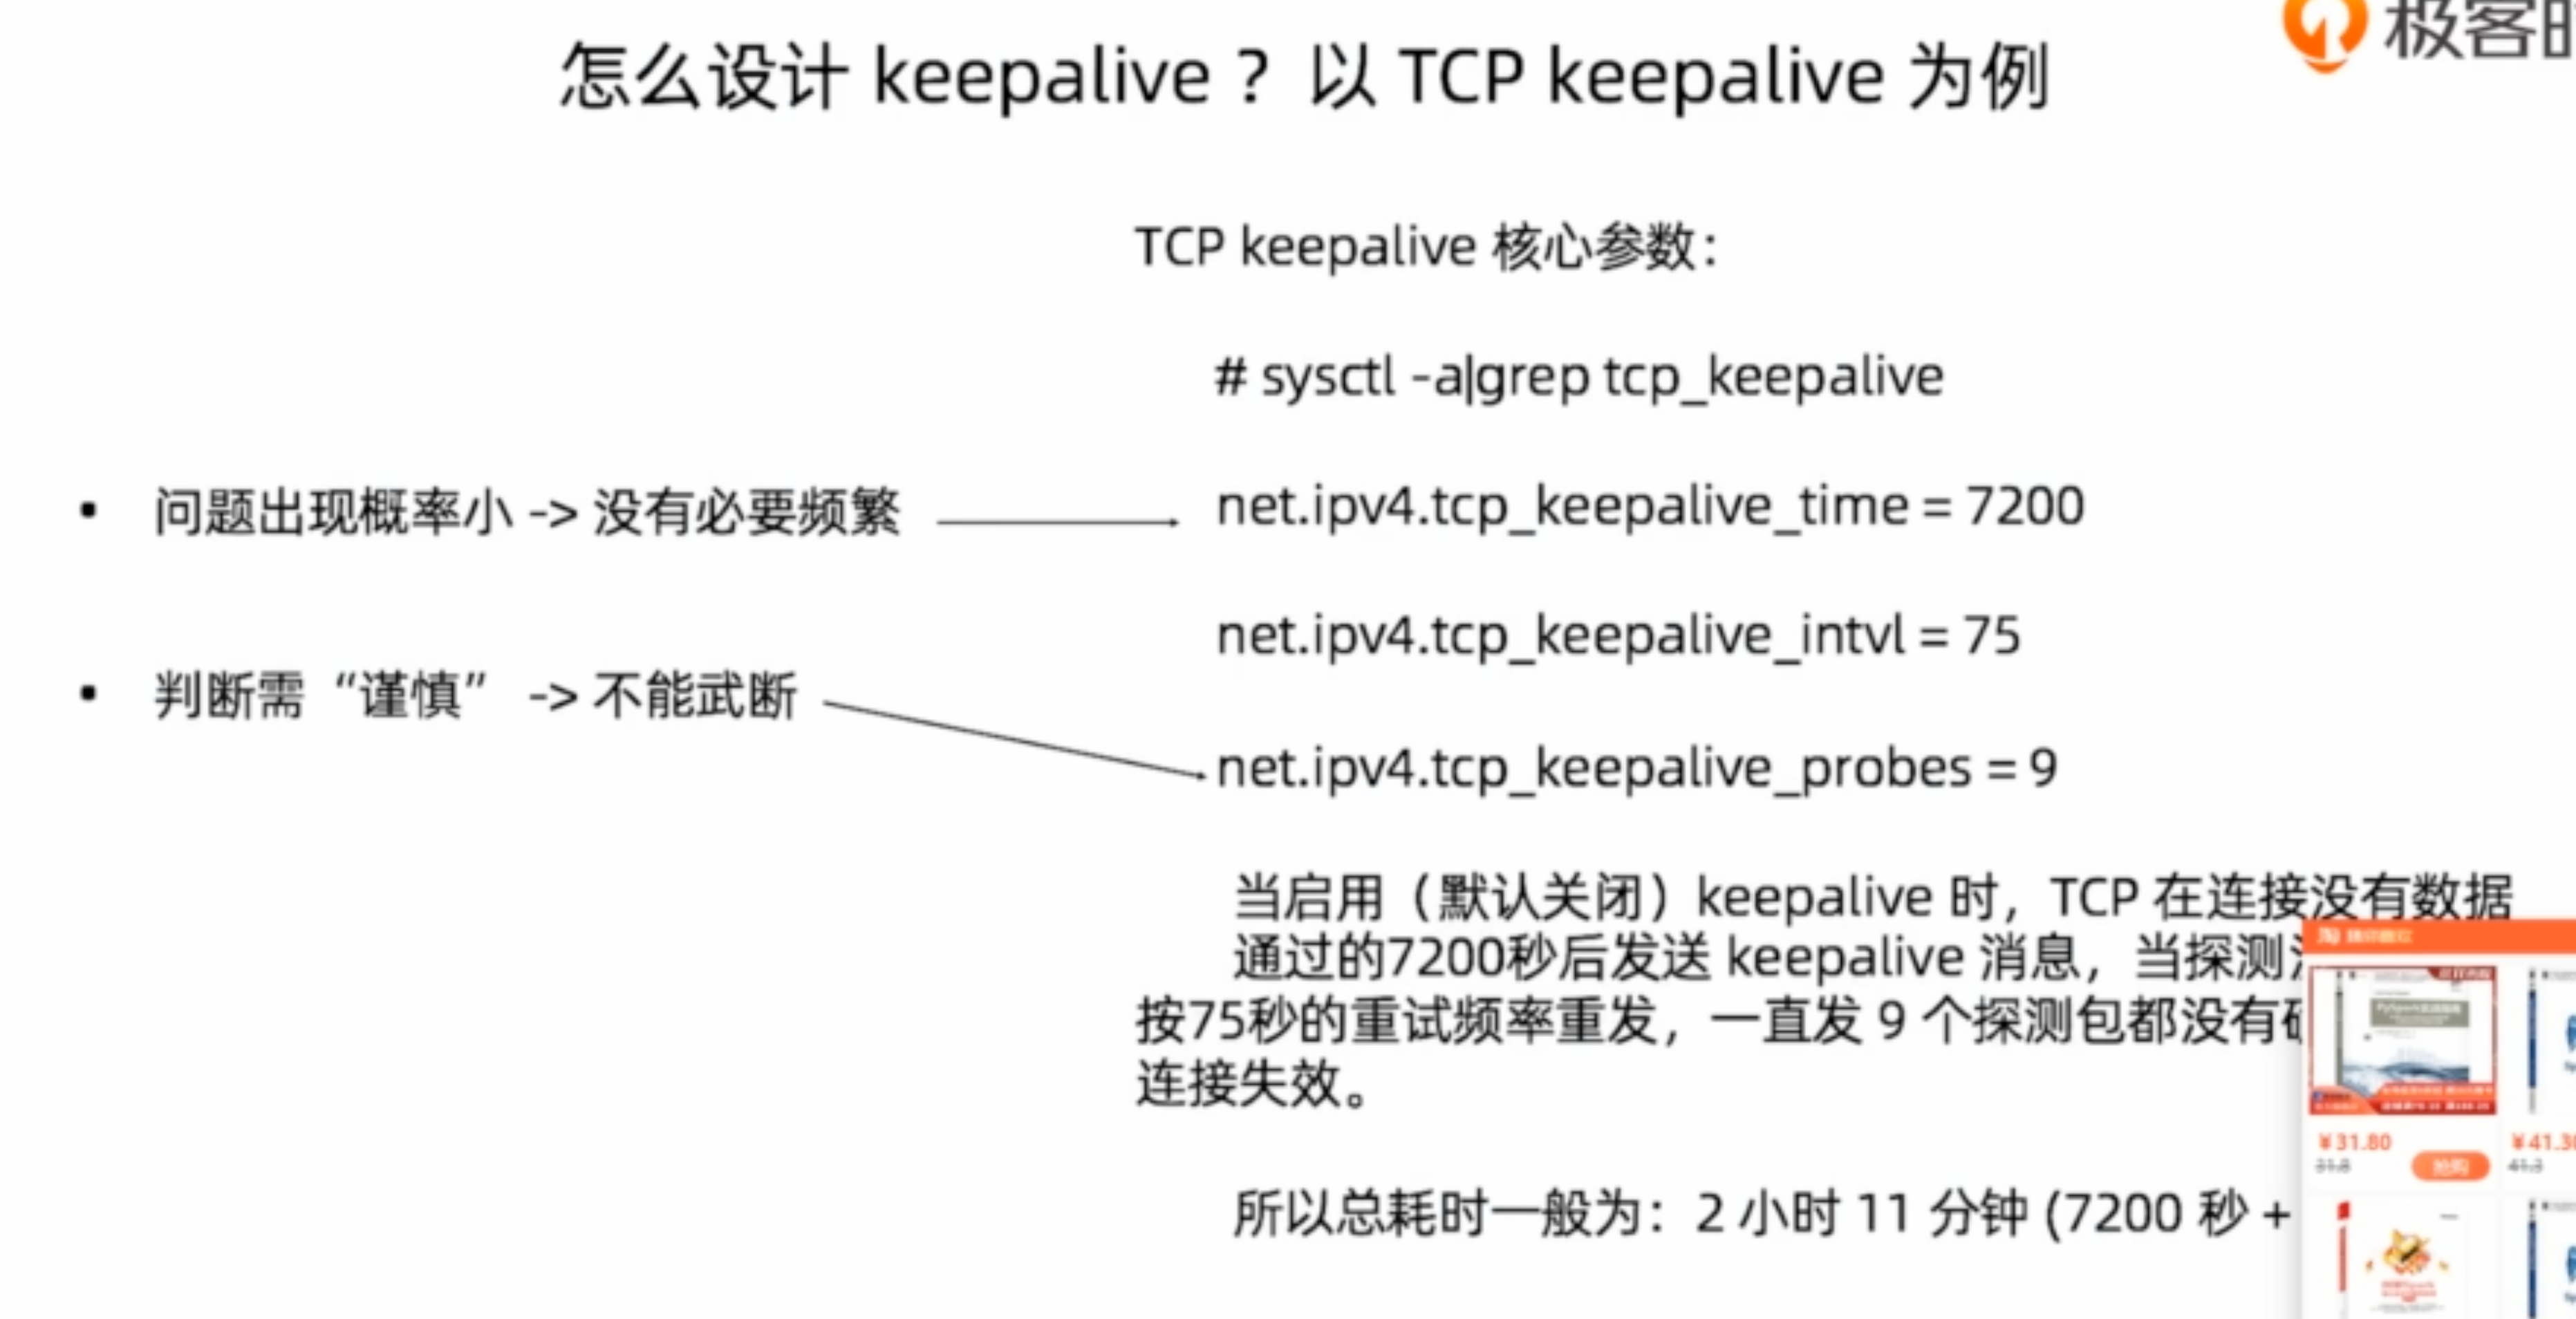 极客时
怎么设计 keepalive ？以 TCP keepalive 为例
TCP keepalive 核心参数：
# sysctl -a|grep tcp_keepalive
• 问题出现概率小 -> 没有必要频繁
net.ipv4.tcp_keepalive_time = 7200
net.ipv4.tcp_keepalive_intvl = 75
• 判断需“谨慎” -> 不能武断
net.ipv4.tcp_keepalive_probes = 9
当启用（默认关闭）keepalive 时，TCP 在连接没有数据
通过的7200秒后发送 keepalive 消息，当探测
按75秒的重试频率重发，一直发 9 个探测包都没有
连接失效。
所以总耗时一般为：2 小时 11 分钟 (7200 秒 +
¥31.80
31.8
抢购
¥41.3
41.3